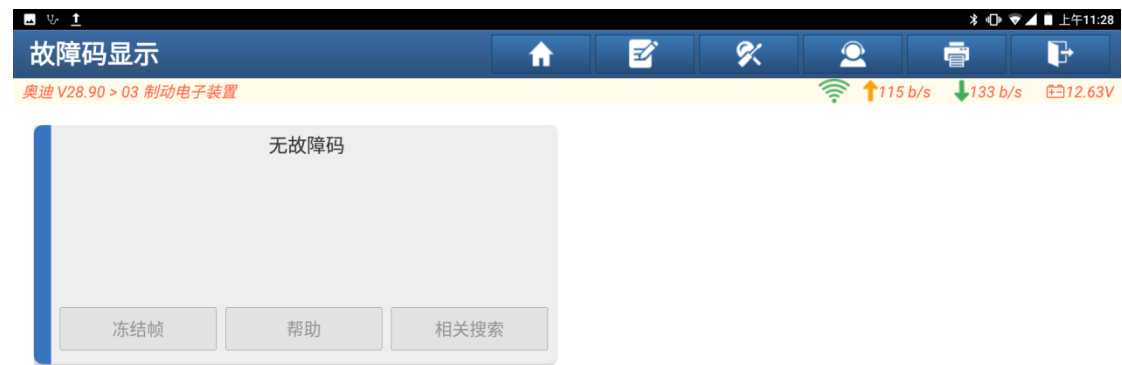 上午11:28
故障码显示
奥迪 V28.90 > 03 制动电子装置 115 b/s 133 b/s 12.63V
无故障码
冻结帧 帮助 相关搜索